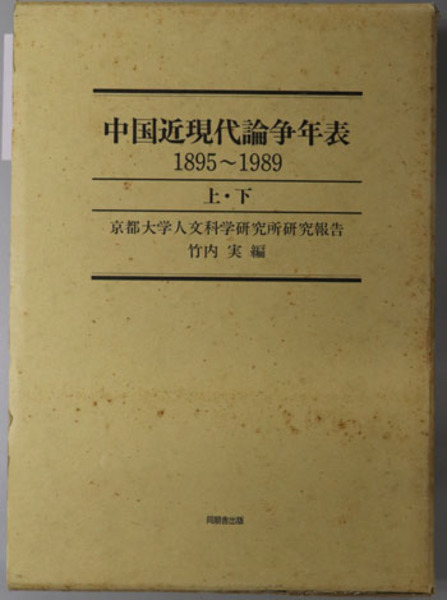 中国近現代論争年表
1895〜1989
上・下
京都大学人文科学研究所研究報告
竹内 実 編
同朋舎出版